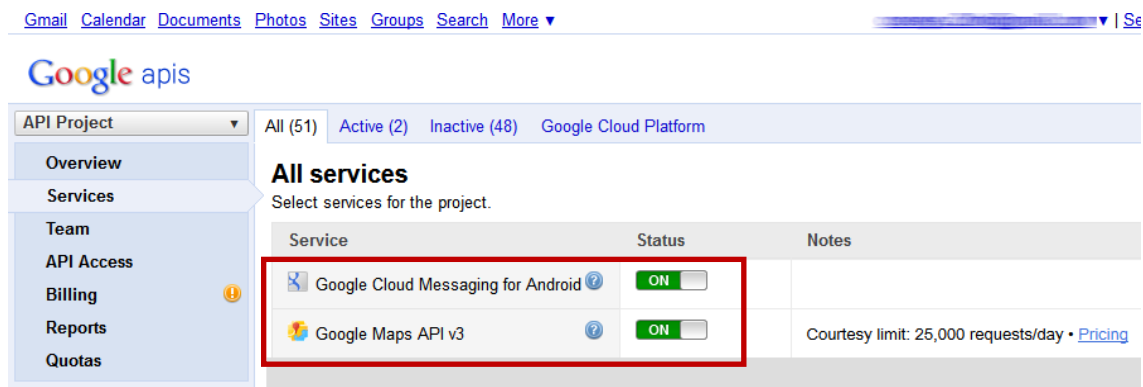 Gmail Calendar Documents Photos Sites Groups Search More ▼ ▼ | Se
Google apis
API Project ▼
All (51) Active (2) Inactive (48) Google Cloud Platform
Overview
Services
Team
API Access
Billing
Reports
Quotas
All services
Select services for the project.
Service Status Notes
Google Cloud Messaging for Android ? ON
Google Maps API v3 ? ON Courtesy limit: 25,000 requests/day • Pricing